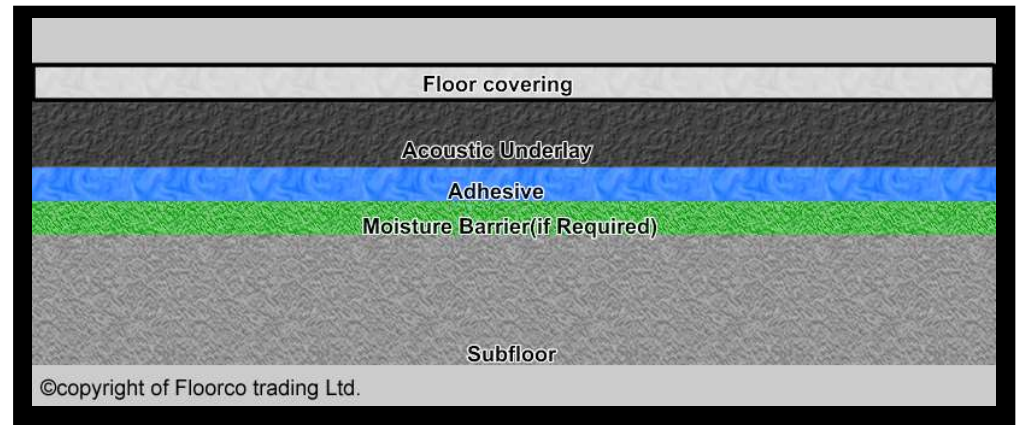 Floor covering
Acoustic Underlay
Adhesive
Moisture Barrier(if Required)
Subfloor
©copyright of Floorco trading Ltd.